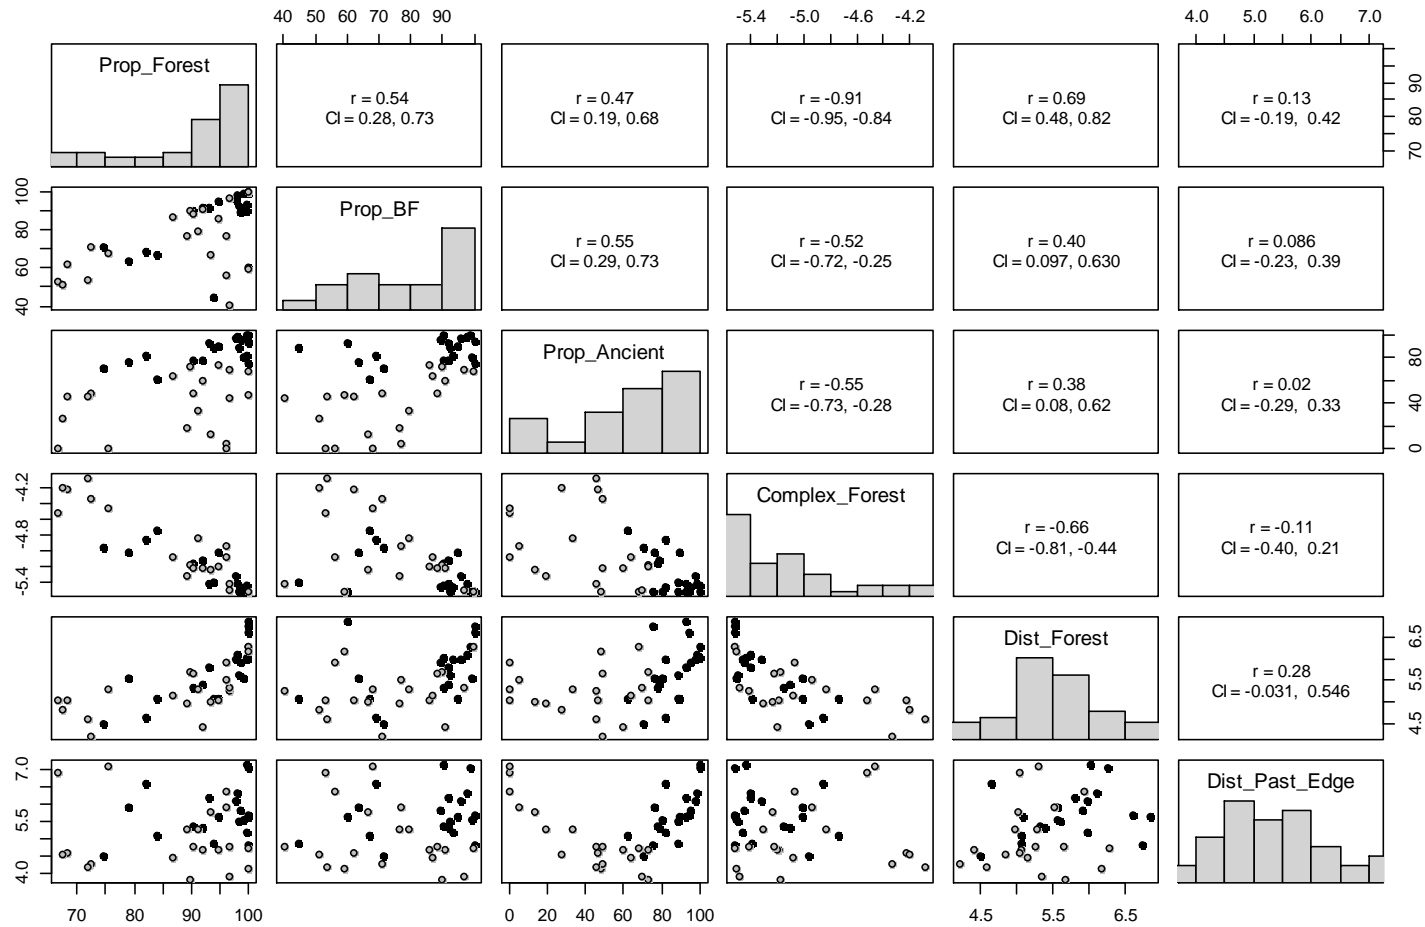 40 50 60 70 80 90
-5.4 -5.0 -4.6 -4.2
4.0 5.0 6.0 7.0
Prop_Forest
r = 0.54
CI = 0.28, 0.73
r = 0.47
CI = 0.19, 0.68
r = -0.91
CI = -0.95, -0.84
r = 0.69
CI = 0.48, 0.82
r = 0.13
CI = -0.19, 0.42
70 80 90
40 60 80 100
Prop_BF
r = 0.55
CI = 0.29, 0.73
r = -0.52
CI = -0.72, -0.25
r = 0.40
CI = 0.097, 0.630
r = 0.086
CI = -0.23, 0.39
Prop_Ancient
r = -0.55
CI = -0.73, -0.28
r = 0.38
CI = 0.08, 0.62
r = 0.02
CI = -0.29, 0.33
0 40 80
-5.4 -4.8 -4.2
Complex_Forest
r = -0.66
CI = -0.81, -0.44
r = -0.11
CI = -0.40, 0.21
Dist_Forest
r = 0.28
CI = -0.031, 0.546
4.5 5.5 6.5
4.0 5.5 7.0
Dist_Past_Edge
70 80 90 100
0 20 40 60 80 100
4.5 5.5 6.5